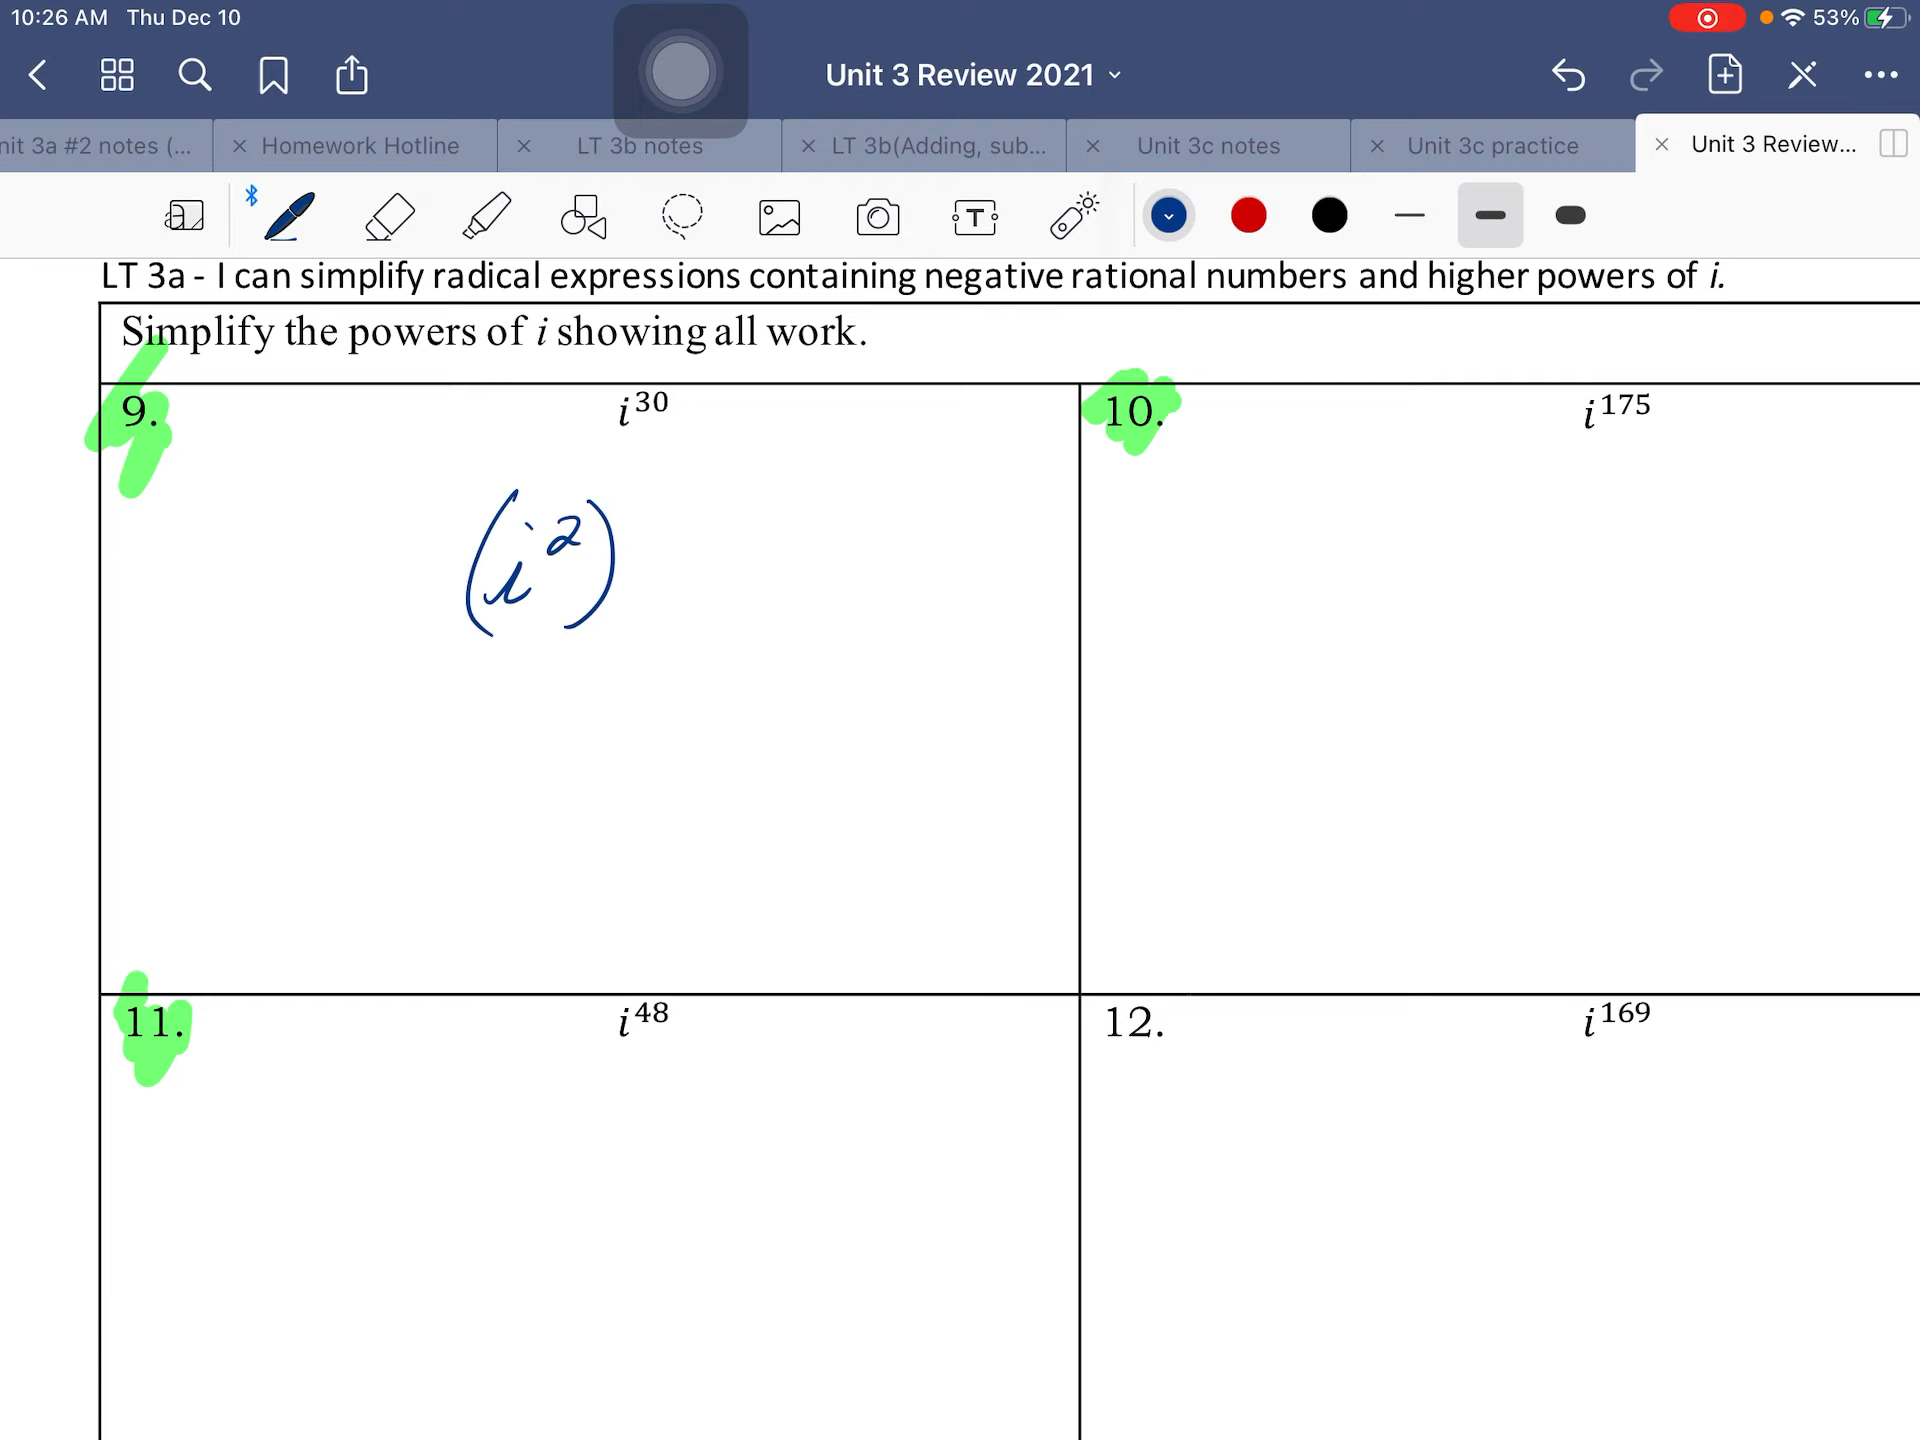 10:26 AM Thu Dec 10
53%
Unit 3 Review 2021
nit 3a #2 notes (...
Homework Hotline
LT 3b notes
LT 3b(Adding, sub...
Unit 3c notes
Unit 3c practice
Unit 3 Review...
LT 3a - I can simplify radical expressions containing negative rational numbers and higher powers of i.
Simplify the powers of i showing all work.
9. i³⁰
10. i¹⁷⁵
(i²)
11. i⁴⁸
12. i¹⁶⁹